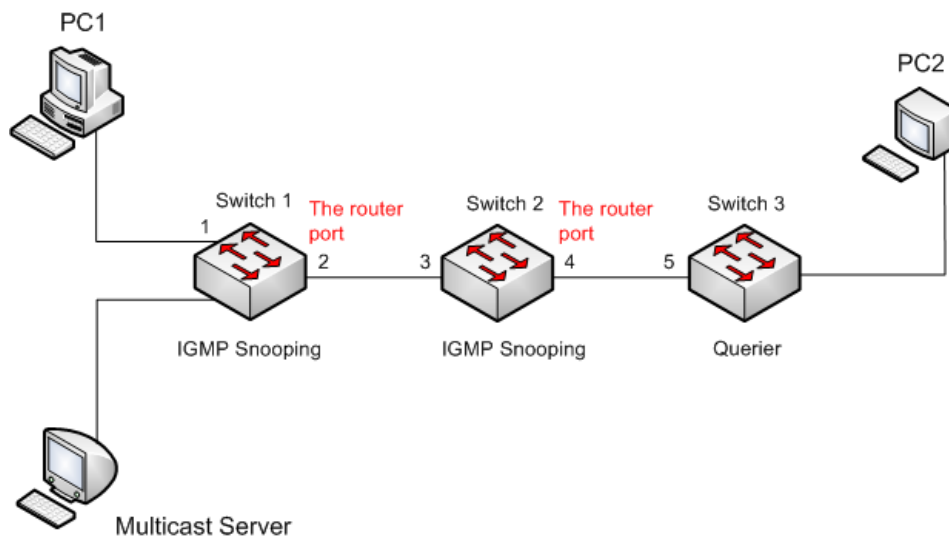 PC1
PC2
Switch 1
The router
port
Switch 2
The router
port
Switch 3
1
2
3
4
5
IGMP Snooping
IGMP Snooping
Querier
Multicast Server